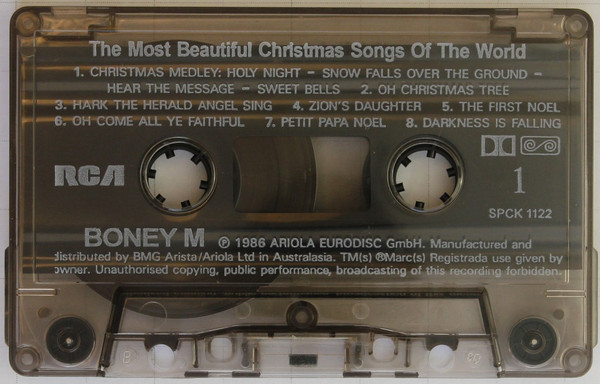 The Most Beautiful Christmas Songs Of The World
1. CHRISTMAS MEDLEY: HOLY NIGHT – SNOW FALLS OVER THE GROUND –
HEAR THE MESSAGE – SWEET BELLS 2. OH CHRISTMAS TREE
3. HARK THE HERALD ANGEL SING 4. ZION'S DAUGHTER 5. THE FIRST NOEL
6. OH COME ALL YE FAITHFUL 7. PETIT PAPA NOEL 8. DARKNESS IS FALLING
RCA
1
SPCK 1122
BONEY M ℗ 1986 ARIOLA EURODISC GmbH. Manufactured and
distributed by BMG Arista/Ariola Ltd in Australasia. TM(s) ®Marc(s) Registrada use given by
owner. Unauthorised copying, public performance, broadcasting of this recording forbidden.